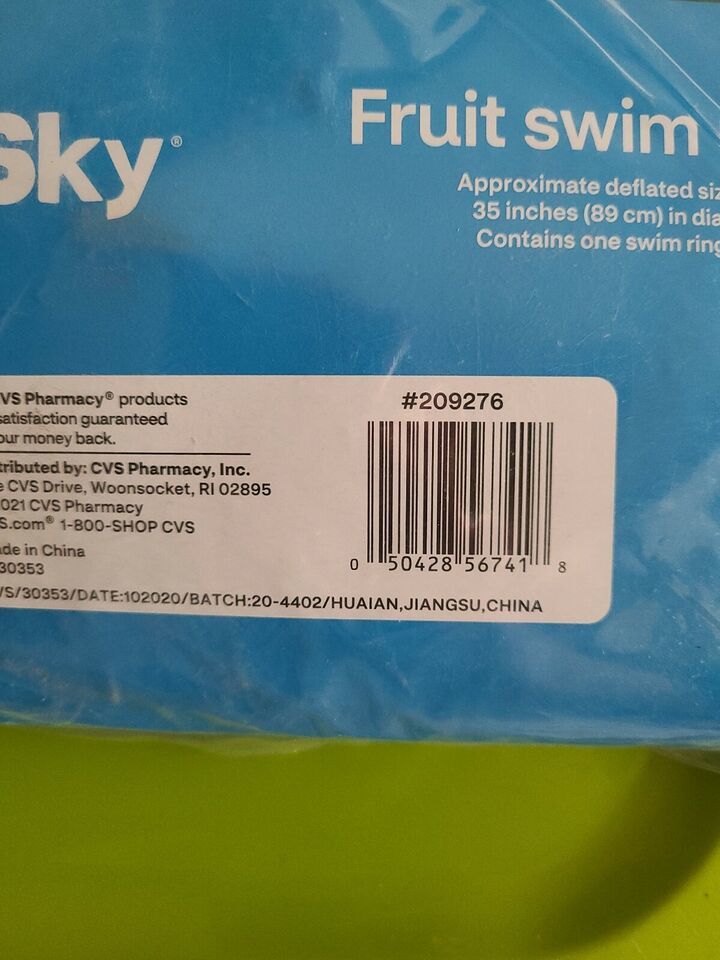 Sky®
Fruit swim
Approximate deflated siz
35 inches (89 cm) in dia
Contains one swim ring
VS Pharmacy® products
satisfaction guaranteed
our money back.
tributed by: CVS Pharmacy, Inc.
e CVS Drive, Woonsocket, RI 02895
021 CVS Pharmacy
S.com® 1-800-SHOP CVS
de in China
30353
VS/30353/DATE:102020/BATCH:20-4402/HUAIAN,JIANGSU,CHINA
#209276
0 50428 56741 8